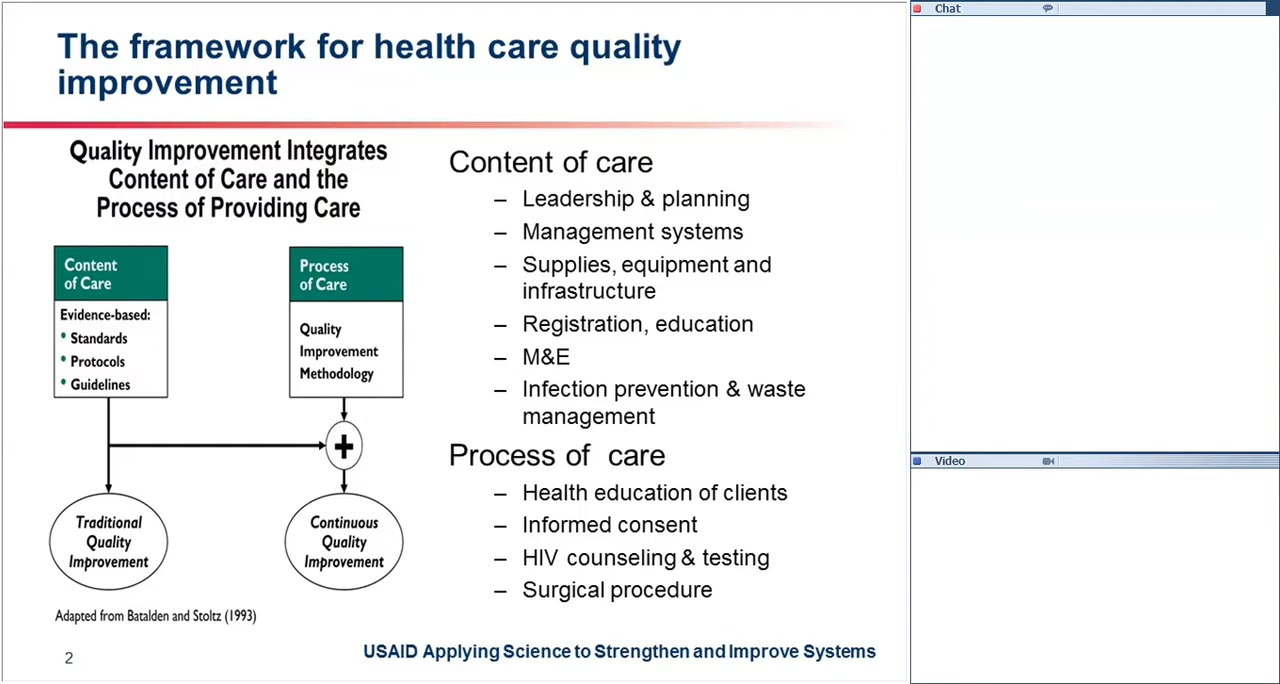 The framework for health care quality
improvement
Quality Improvement Integrates
Content of Care and the
Process of Providing Care
Content
of Care
Evidence-based:
• Standards
• Protocols
• Guidelines
Process
of Care
Quality
Improvement
Methodology
+
Traditional
Quality
Improvement
Continuous
Quality
Improvement
Adapted from Batalden and Stoltz (1993)
Content of care
– Leadership & planning
– Management systems
– Supplies, equipment and
infrastructure
– Registration, education
– M&E
– Infection prevention & waste
management
Process of care
– Health education of clients
– Informed consent
– HIV counseling & testing
– Surgical procedure
2
USAID Applying Science to Strengthen and Improve Systems
Chat
Video